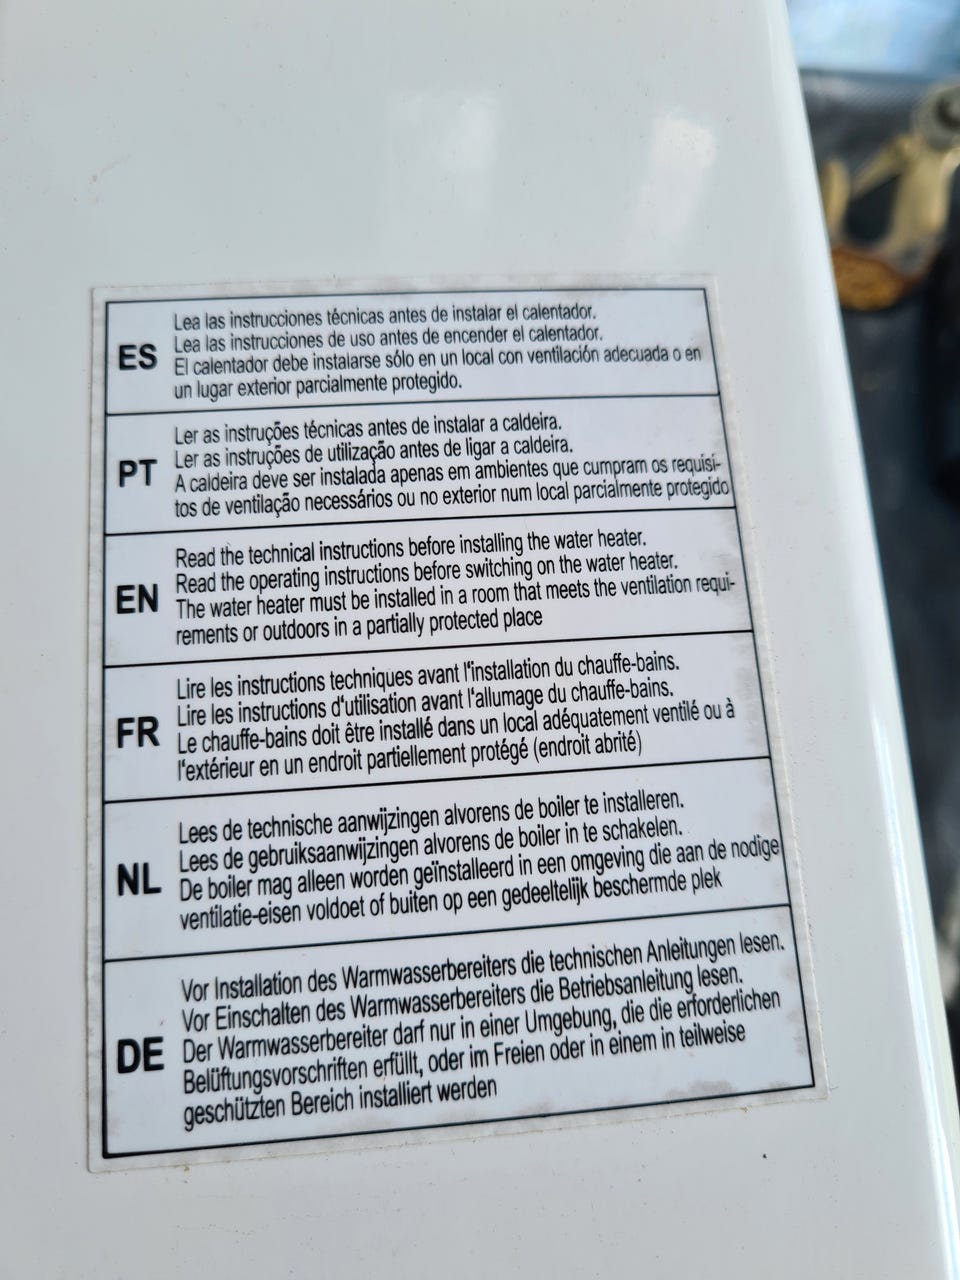 ES
Lea las instrucciones técnicas antes de instalar el calentador.
Lea las instrucciones de uso antes de encender el calentador.
El calentador debe instalarse sólo en un local con ventilación adecuada o en
un lugar exterior parcialmente protegido.
PT
Ler as instruções técnicas antes de instalar a caldeira.
Ler as instruções de utilização antes de ligar a caldeira.
A caldeira deve ser instalada apenas em ambientes que cumpram os requisi-
tos de ventilação necessários ou no exterior num local parcialmente protegido
EN
Read the technical instructions before installing the water heater.
Read the operating instructions before switching on the water heater.
The water heater must be installed in a room that meets the ventilation requi-
rements or outdoors in a partially protected place
FR
Lire les instructions techniques avant l'installation du chauffe-bains.
Lire les instructions d'utilisation avant l'allumage du chauffe-bains.
Le chauffe-bains doit être installé dans un local adéquatement ventilé ou à
l'extérieur en un endroit partiellement protégé (endroit abrité)
NL
Lees de technische aanwijzingen alvorens de boiler te installeren.
Lees de gebruiksaanwijzingen alvorens de boiler in te schakelen.
De boiler mag alleen worden geïnstalleerd in een omgeving die aan de nodige
ventilatie-eisen voldoet of buiten op een gedeeltelijk beschermde plek
DE
Vor Installation des Warmwasserbereiters die technischen Anleitungen lesen.
Vor Einschalten des Warmwasserbereiters die Betriebsanleitung lesen.
Der Warmwasserbereiter darf nur in einer Umgebung, die die erforderlichen
Belüftungsvorschriften erfüllt, oder im Freien oder in einem in teilweise
geschützten Bereich installiert werden